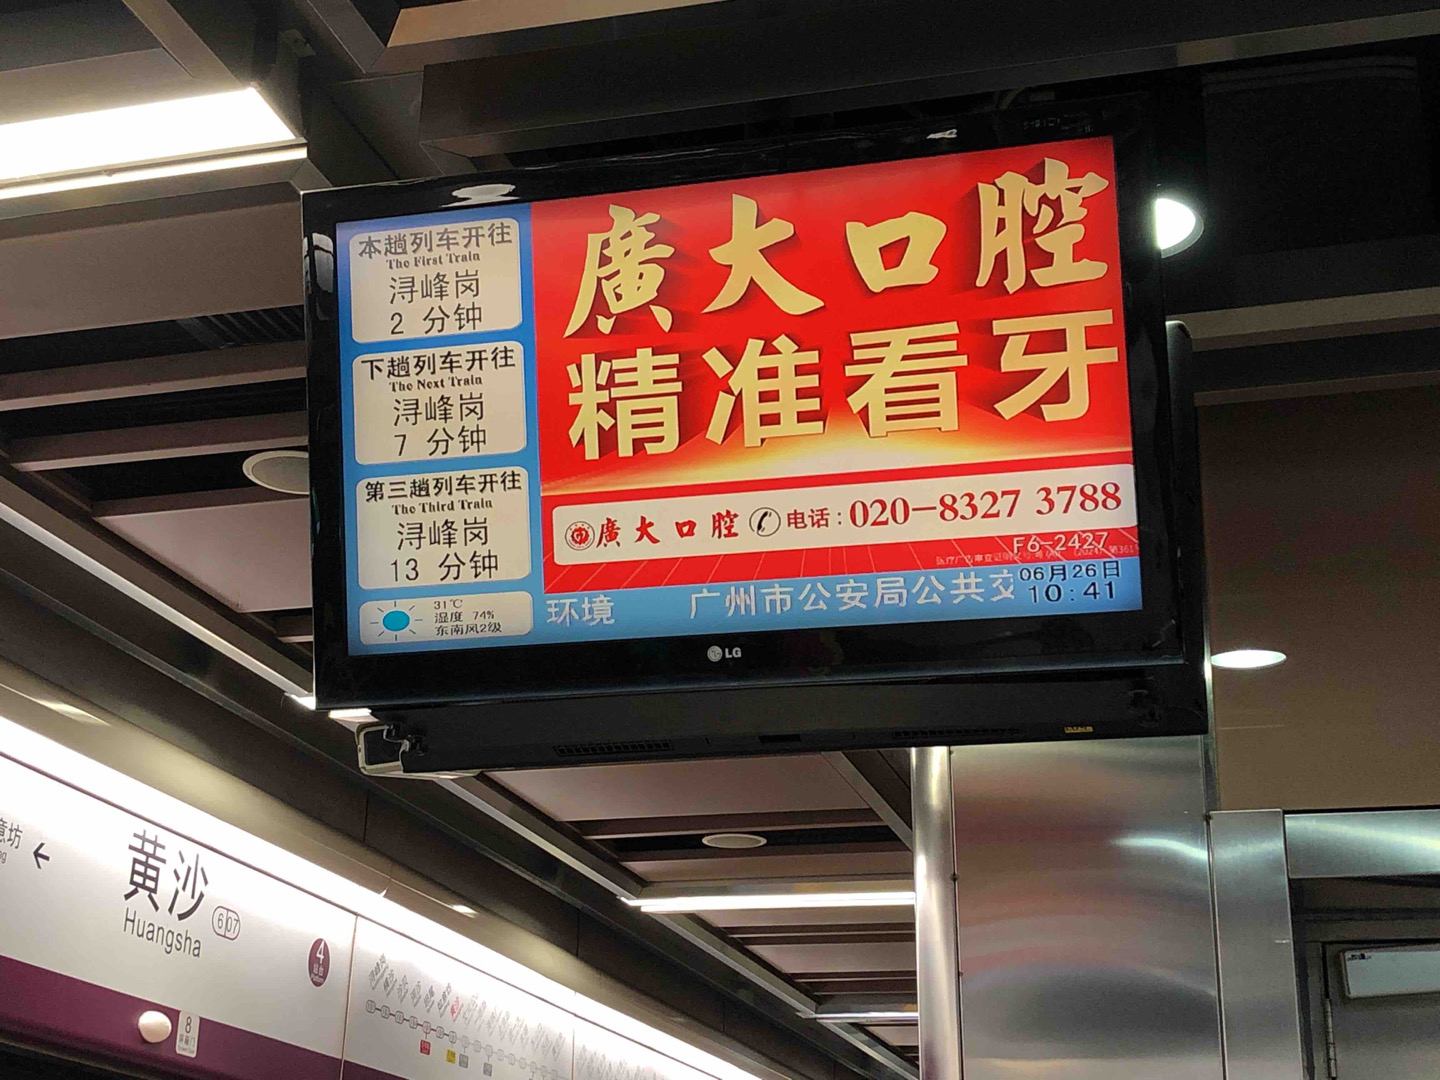 本趟列车开往
The First Train
浔峰岗
2 分钟
下趟列车开往
The Next Train
浔峰岗
7 分钟
第三趟列车开往
The Third Train
浔峰岗
13 分钟
31℃
湿度 74%
东南风2级
廣大口腔
精准看牙
廣大口腔 电话:020-8327 3788
F6-2427
环境 广州市公安局公共交
06月26日
10:41
LG
黄沙
Huangsha
6 07
4
8